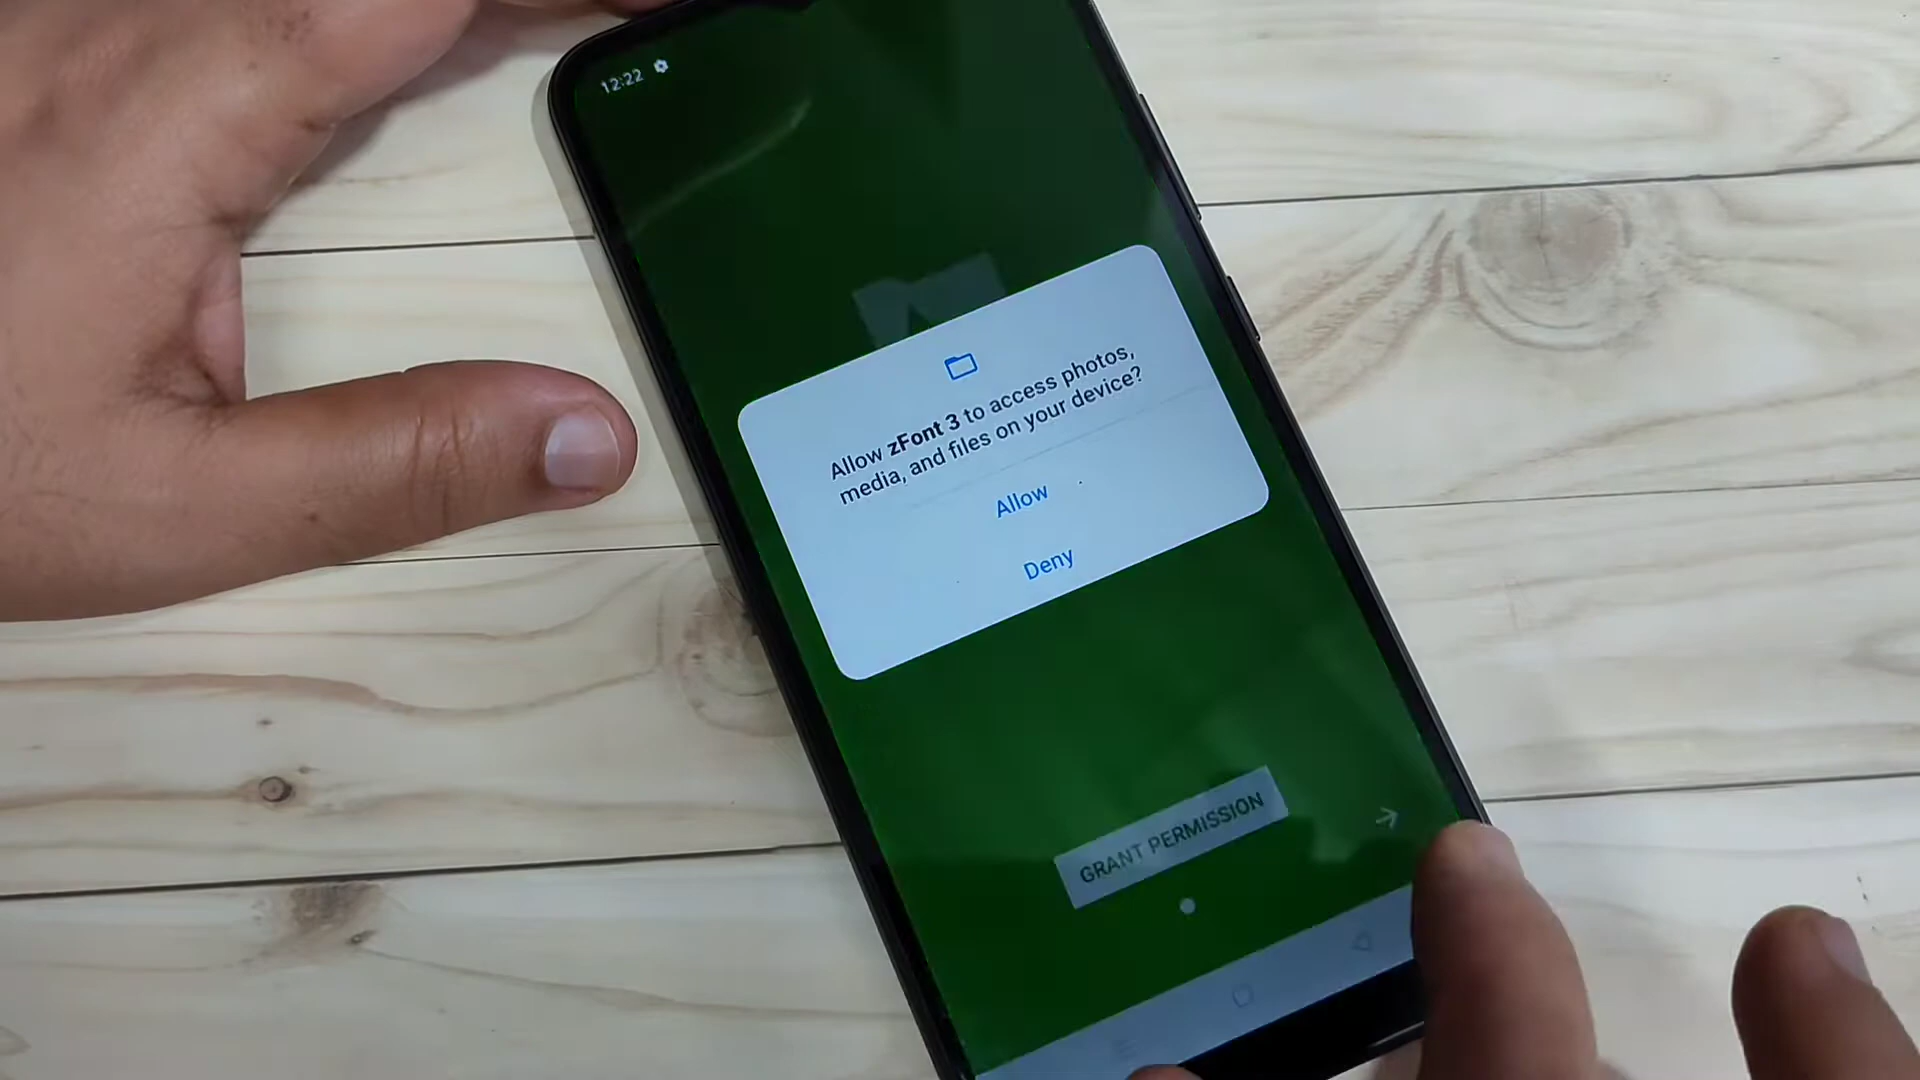 12:22
Allow zFont 3 to access photos,
media, and files on your device?
Allow
Deny
GRANT PERMISSION